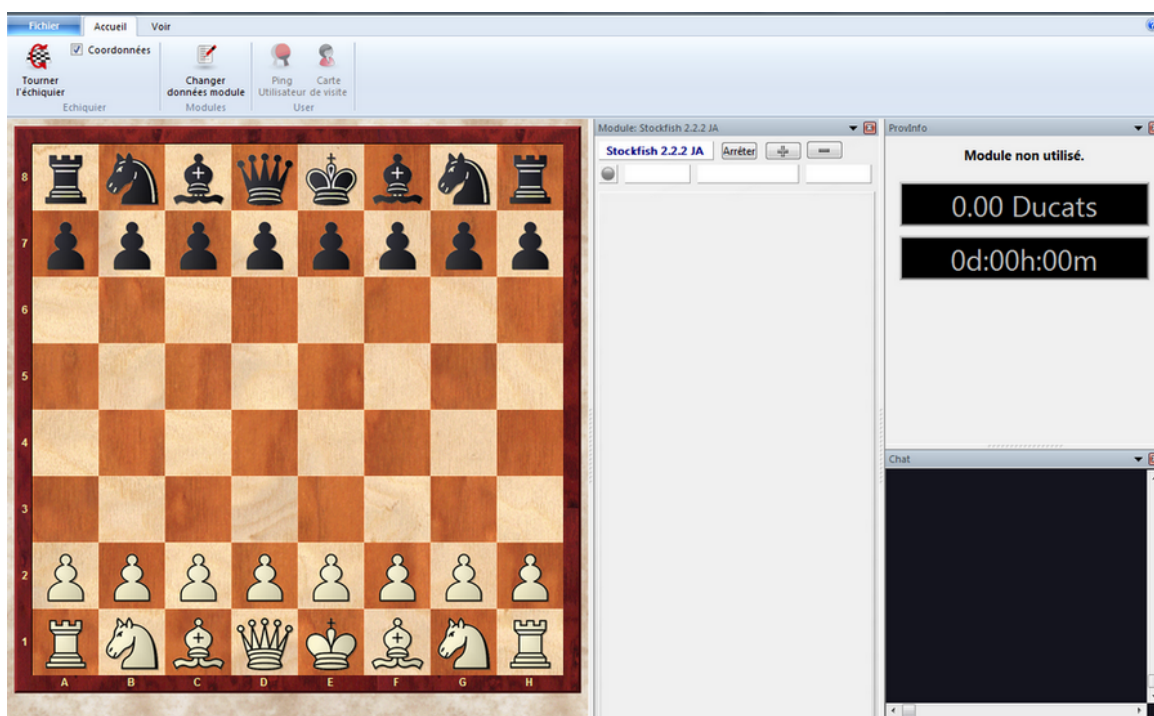 Fichier Accueil Voir
Coordonnées
Tourner l'échiquier
Changer données module
Ping Utilisateur
Carte de visite
Echiquier Modules User
Module: Stockfish 2.2.2 JA
Stockfish 2.2.2 JA Arrêter
ProvInfo
Module non utilisé.
0.00 Ducats
0d:00h:00m
Chat
8
7
6
5
4
3
2
1
A B C D E F G H